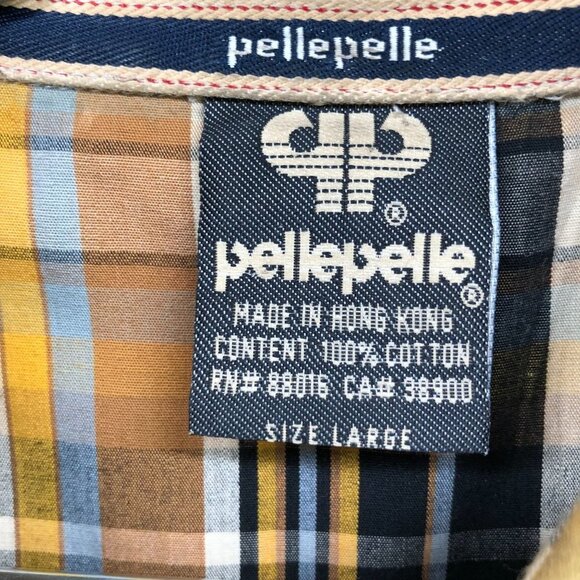 pellepelle
®
pellepelle®
MADE IN HONG KONG
CONTENT 100% COTTON
RN# 88016 CA# 38900
SIZE LARGE